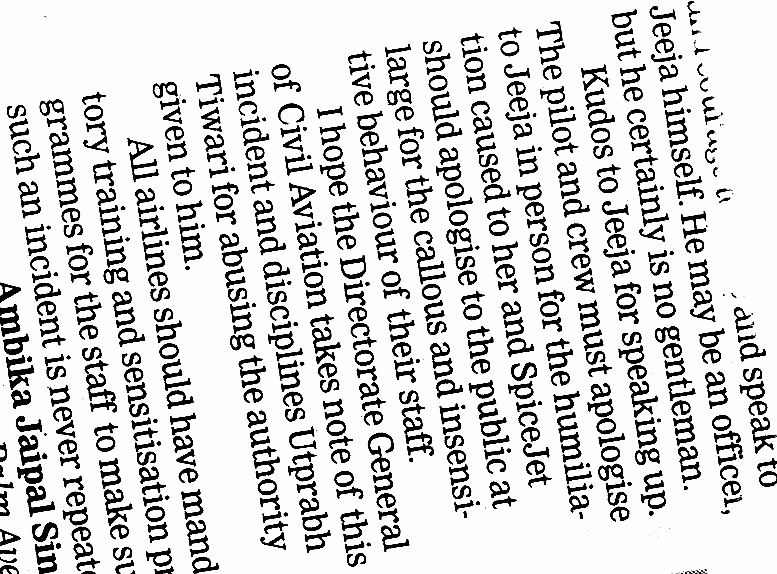 and speak to
Jeeja himself. He may be an officer,
but he certainly is no gentleman.
Kudos to Jeeja for speaking up.
The pilot and crew must apologise
to Jeeja in person for the humilia-
tion caused to her and SpiceJet
should apologise to the public at
large for the callous and insensi-
tive behaviour of their staff.
I hope the Directorate General
of Civil Aviation takes note of this
incident and disciplines Utprabh
Tiwari for abusing the authority
given to him.
All airlines should have mand
tory training and sensitisation pr
grammes for the staff to make su
such an incident is never repeate
Ambika Jaipal Sin
Palm Ave